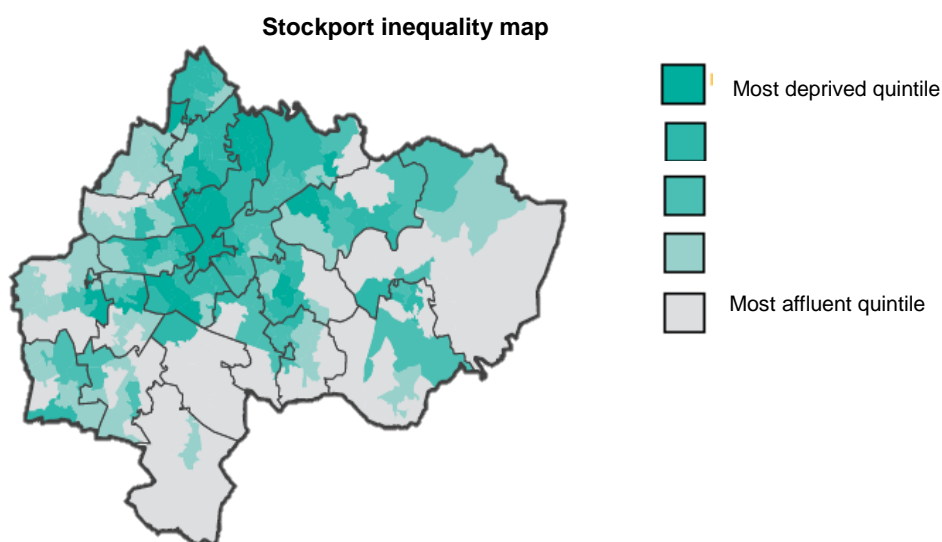 Stockport inequality map
Most deprived quintile
Most affluent quintile